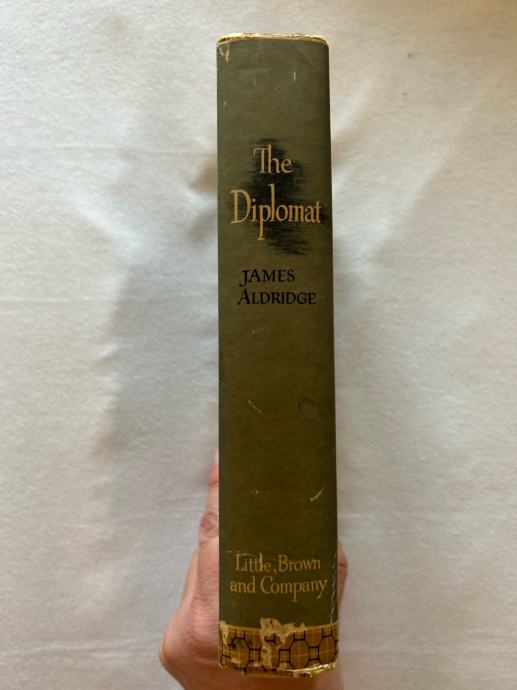 The
Diplomat
JAMES
ALDRIDGE
Little, Brown
and Company